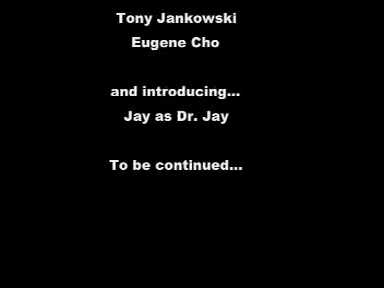 Tony Jankowski
Eugene Cho
and introducing...
Jay as Dr. Jay
To be continued...